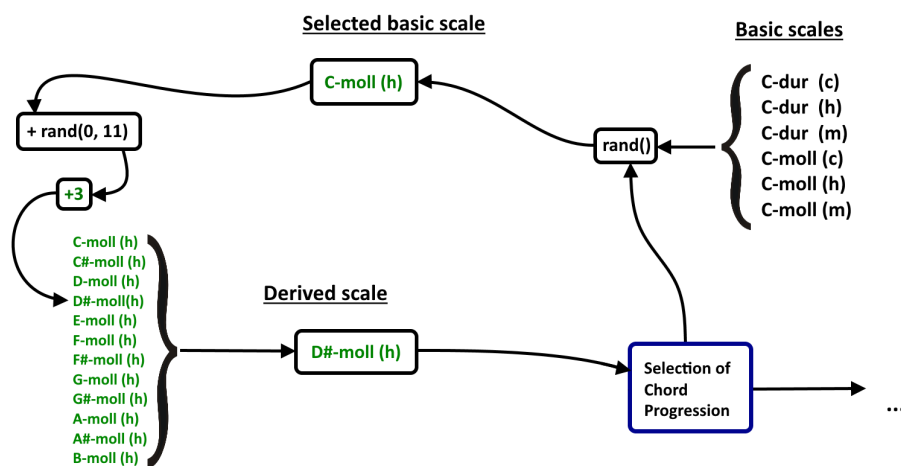 Selected basic scale
Basic scales
C-moll (h)
C-dur (c)
C-dur (h)
C-dur (m)
C-moll (c)
C-moll (h)
C-moll (m)
rand()
+ rand(0, 11)
+3
C-moll (h)
C#-moll (h)
D-moll (h)
D#-moll(h)
E-moll (h)
F-moll (h)
F#-moll (h)
G-moll (h)
G#-moll (h)
A-moll (h)
A#-moll (h)
B-moll (h)
Derived scale
D#-moll (h)
Selection of
Chord
Progression
...